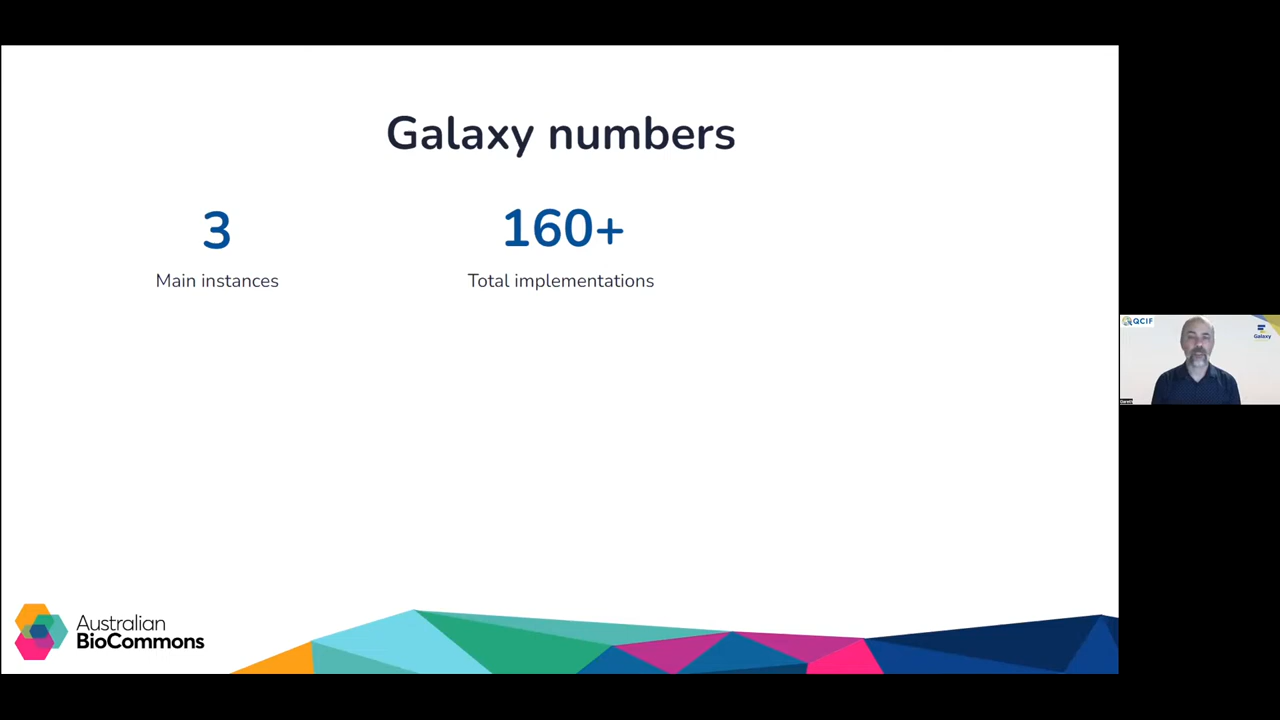 Galaxy numbers
3
160+
Main instances
Total implementations
QCIF
Galaxy
Australian
BioCommons